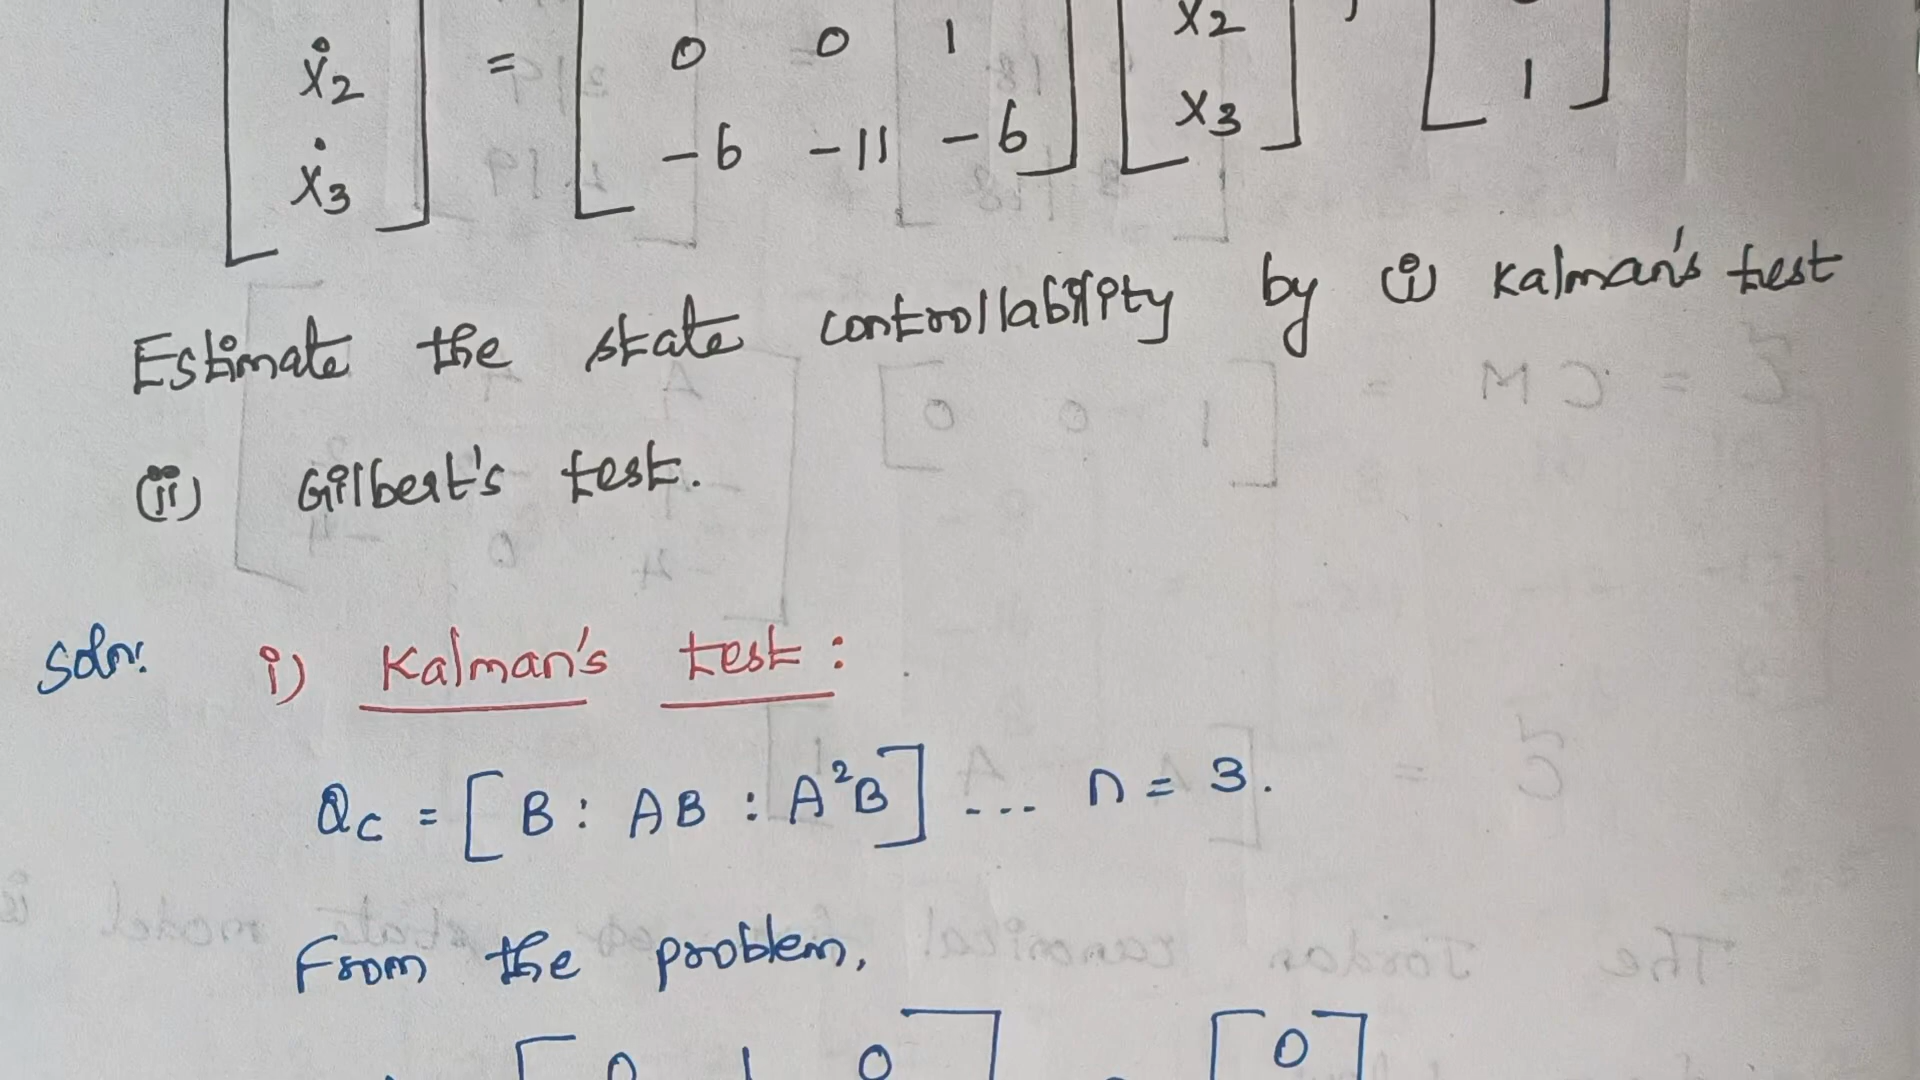 ẋ2 = 0 0 1 x2
ẋ3 -6 -11 -6 x3 1
Estimate the state controllability by (i) Kalman's test
(ii) Gilbert's test.
Soln: i) Kalman's test:
Qc = [B : AB : A²B] ... n = 3.
From the problem,
0 1 0 0